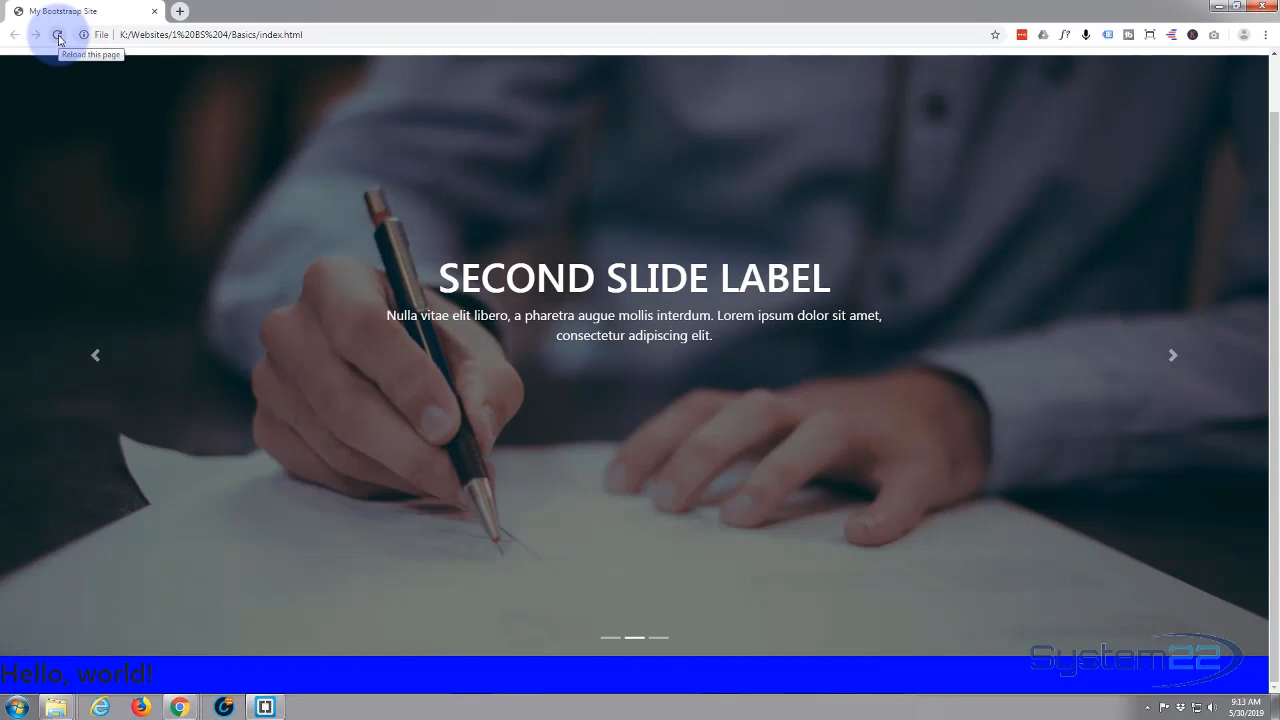 My Bootstrap Site
File
K:/Websites/1%20BS%204/Basics/index.html
Reload this page
SECOND SLIDE LABEL
Nulla vitae elit libero, a pharetra augue mollis interdum. Lorem ipsum dolor sit amet,
consectetur adipiscing elit.
Hello, world!
System22
9:13 AM
5/30/2019